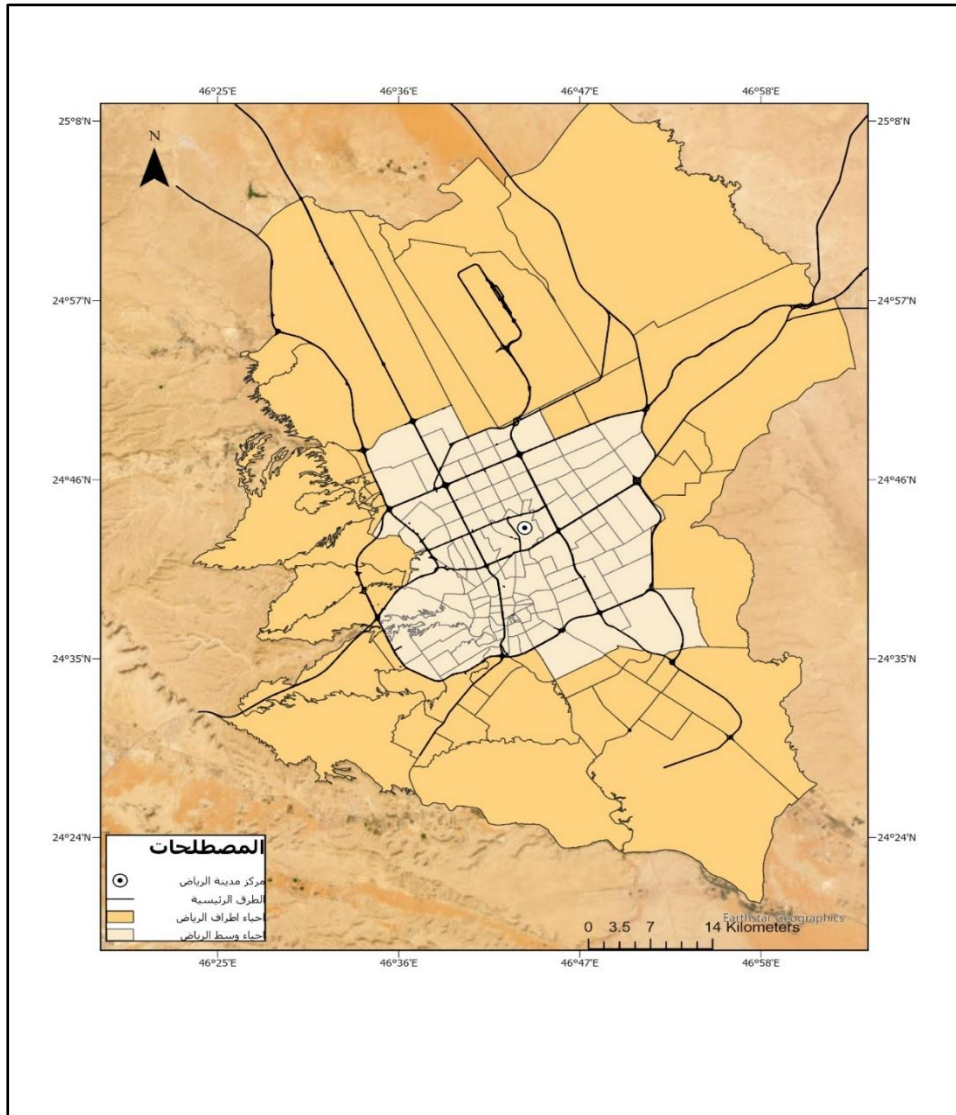 46°25'E 46°36'E 46°47'E 46°58'E
25°8'N 25°8'N
N
24°57'N 24°57'N
24°46'N 24°46'N
24°35'N 24°35'N
24°24'N 24°24'N
المصطلحات
مركز مدينة الرياض
الطرق الرئيسية
احياء اطراف الرياض
احياء وسط الرياض
Earthstar Geographics
0 3.5 7 14 Kilometers
46°25'E 46°36'E 46°47'E 46°58'E